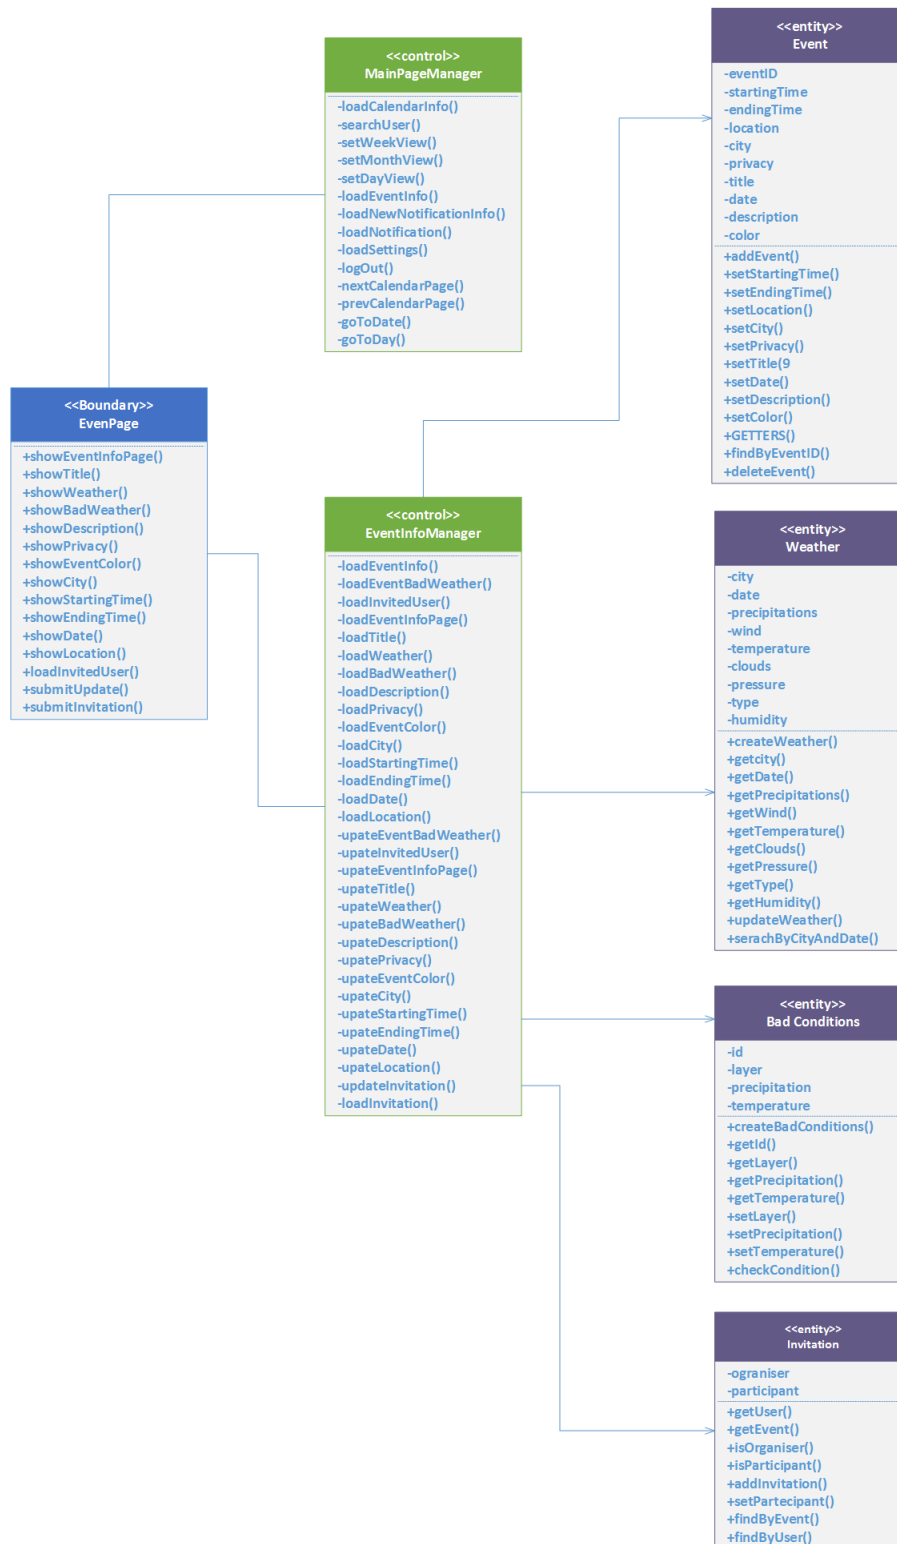 <<control>>
MainPageManager
-loadCalendarInfo()
-searchUser()
-setWeekView()
-setMonthView()
-setDayView()
-loadEventInfo()
-loadNewNotificationInfo()
-loadNotification()
-loadSettings()
-logOut()
-nextCalendarPage()
-prevCalendarPage()
-goToDate()
-goToDay()
<<Boundary>>
EvenPage
+showEventInfoPage()
+showTitle()
+showWeather()
+showBadWeather()
+showDescription()
+showPrivacy()
+showEventColor()
+showCity()
+showStartingTime()
+showEndingTime()
+showDate()
+showLocation()
+loadInvitedUser()
+submitUpdate()
+submitInvitation()
<<control>>
EventInfoManager
-loadEventInfo()
-loadEventBadWeather()
-loadInvitedUser()
-loadEventInfoPage()
-loadTitle()
-loadWeather()
-loadBadWeather()
-loadDescription()
-loadPrivacy()
-loadEventColor()
-loadCity()
-loadStartingTime()
-loadEndingTime()
-loadDate()
-loadLocation()
-upateEventBadWeather()
-upateInvitedUser()
-upateEventInfoPage()
-upateTitle()
-upateWeather()
-upateBadWeather()
-upateDescription()
-upatePrivacy()
-upateEventColor()
-upateCity()
-upateStartingTime()
-upateEndingTime()
-upateDate()
-upateLocation()
-updateInvitation()
-loadInvitation()
<<entity>>
Event
-eventID
-startingTime
-endingTime
-location
-city
-privacy
-title
-date
-description
-color
+addEvent()
+setStartingTime()
+setEndingTime()
+setLocation()
+setCity()
+setPrivacy()
+setTitle(9
+setDate()
+setDescription()
+setColor()
+GETTERS()
+findByEventID()
+deleteEvent()
<<entity>>
Weather
-city
-date
-precipitations
-wind
-temperature
-clouds
-pressure
-type
-humidity
+createWeather()
+getcity()
+getDate()
+getPrecipitations()
+getWind()
+getTemperature()
+getClouds()
+getPressure()
+getType()
+getHumidity()
+updateWeather()
+serachByCityAndDate()
<<entity>>
Bad Conditions
-id
-layer
-precipitation
-temperature
+createBadConditions()
+getId()
+getLayer()
+getPrecipitation()
+getTemperature()
+setLayer()
+setPrecipitation()
+setTemperature()
+checkCondition()
<<entity>>
Invitation
-ograniser
-participant
+getUser()
+getEvent()
+isOrganiser()
+isParticipant()
+addInvitation()
+setPartecipant()
+findByEvent()
+findByUser()